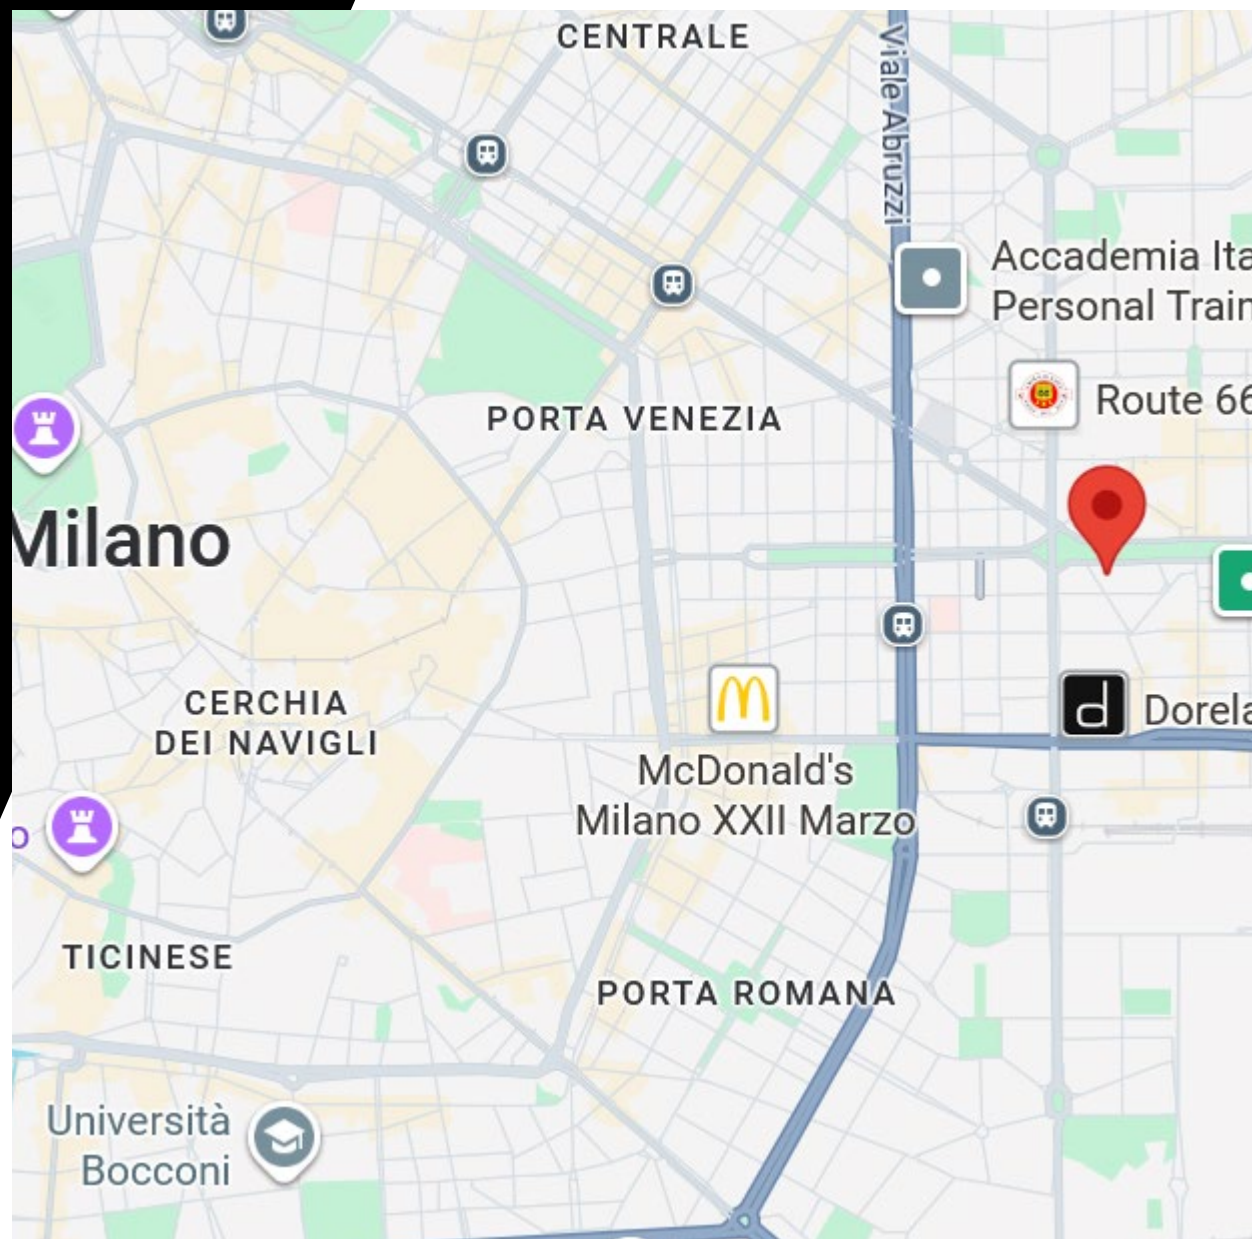 CENTRALE
Viale Abruzzi
Accademia Ita
Personal Train
Route 66
PORTA VENEZIA
Milano
CERCHIA
DEI NAVIGLI
McDonald's
Milano XXII Marzo
d Dorela
o
TICINESE
PORTA ROMANA
Università
Bocconi